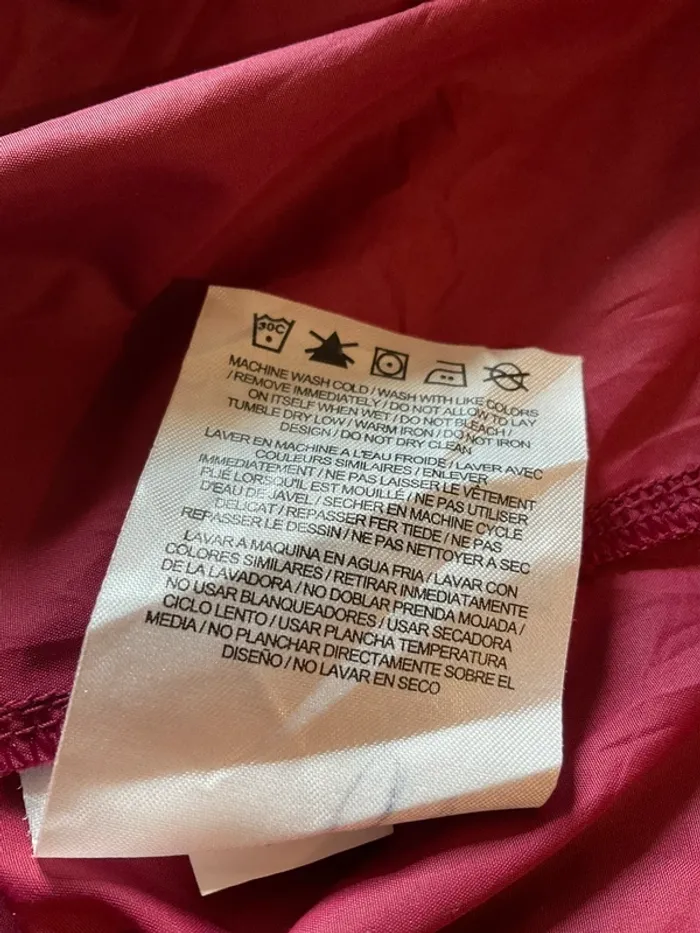 30C
MACHINE WASH COLD / WASH WITH LIKE COLORS
/ REMOVE IMMEDIATELY / DO NOT ALLOW TO LAY
ON ITSELF WHEN WET / DO NOT BLEACH /
TUMBLE DRY LOW / WARM IRON / DO NOT IRON
DESIGN / DO NOT DRY CLEAN
LAVER EN MACHINE A L'EAU FROIDE / LAVER AVEC
COULEURS SIMILAIRES / ENLEVER
IMMEDIATEMENT / NE PAS LAISSER LE VÊTEMENT
PLIÉ LORSQU'IL EST MOUILLÉ / NE PAS UTILISER
D'EAU DE JAVEL / SECHER EN MACHINE CYCLE
DELICAT / REPASSER FER TIEDE / NE PAS
REPASSER LE DESSIN / NE PAS NETTOYER A SEC
LAVAR A MAQUINA EN AGUA FRIA / LAVAR CON
COLORES SIMILARES / RETIRAR INMEDIATAMENTE
DE LA LAVADORA / NO DOBLAR PRENDA MOJADA /
NO USAR BLANQUEADORES / USAR SECADORA
CICLO LENTO / USAR PLANCHA TEMPERATURA
MEDIA / NO PLANCHAR DIRECTAMENTE SOBRE EL
DISEÑO / NO LAVAR EN SECO